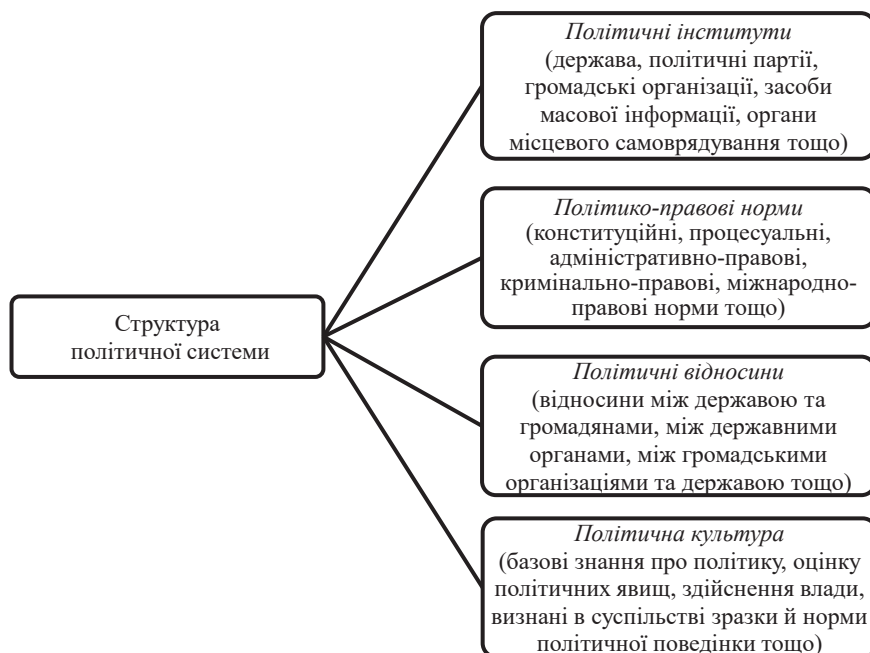 Політичні інститути
(держава, політичні партії,
громадські організації, засоби
масової інформації, органи
місцевого самоврядування тощо)
Політико-правові норми
(конституційні, процесуальні,
адміністративно-правові,
кримінально-правові, міжнародно-
правові норми тощо)
Структура
політичної системи
Політичні відносини
(відносини між державою та
громадянами, між державними
органами, між громадськими
організаціями та державою тощо)
Політична культура
(базові знання про політику, оцінку
політичних явищ, здійснення влади,
визнані в суспільстві зразки й норми
політичної поведінки тощо)